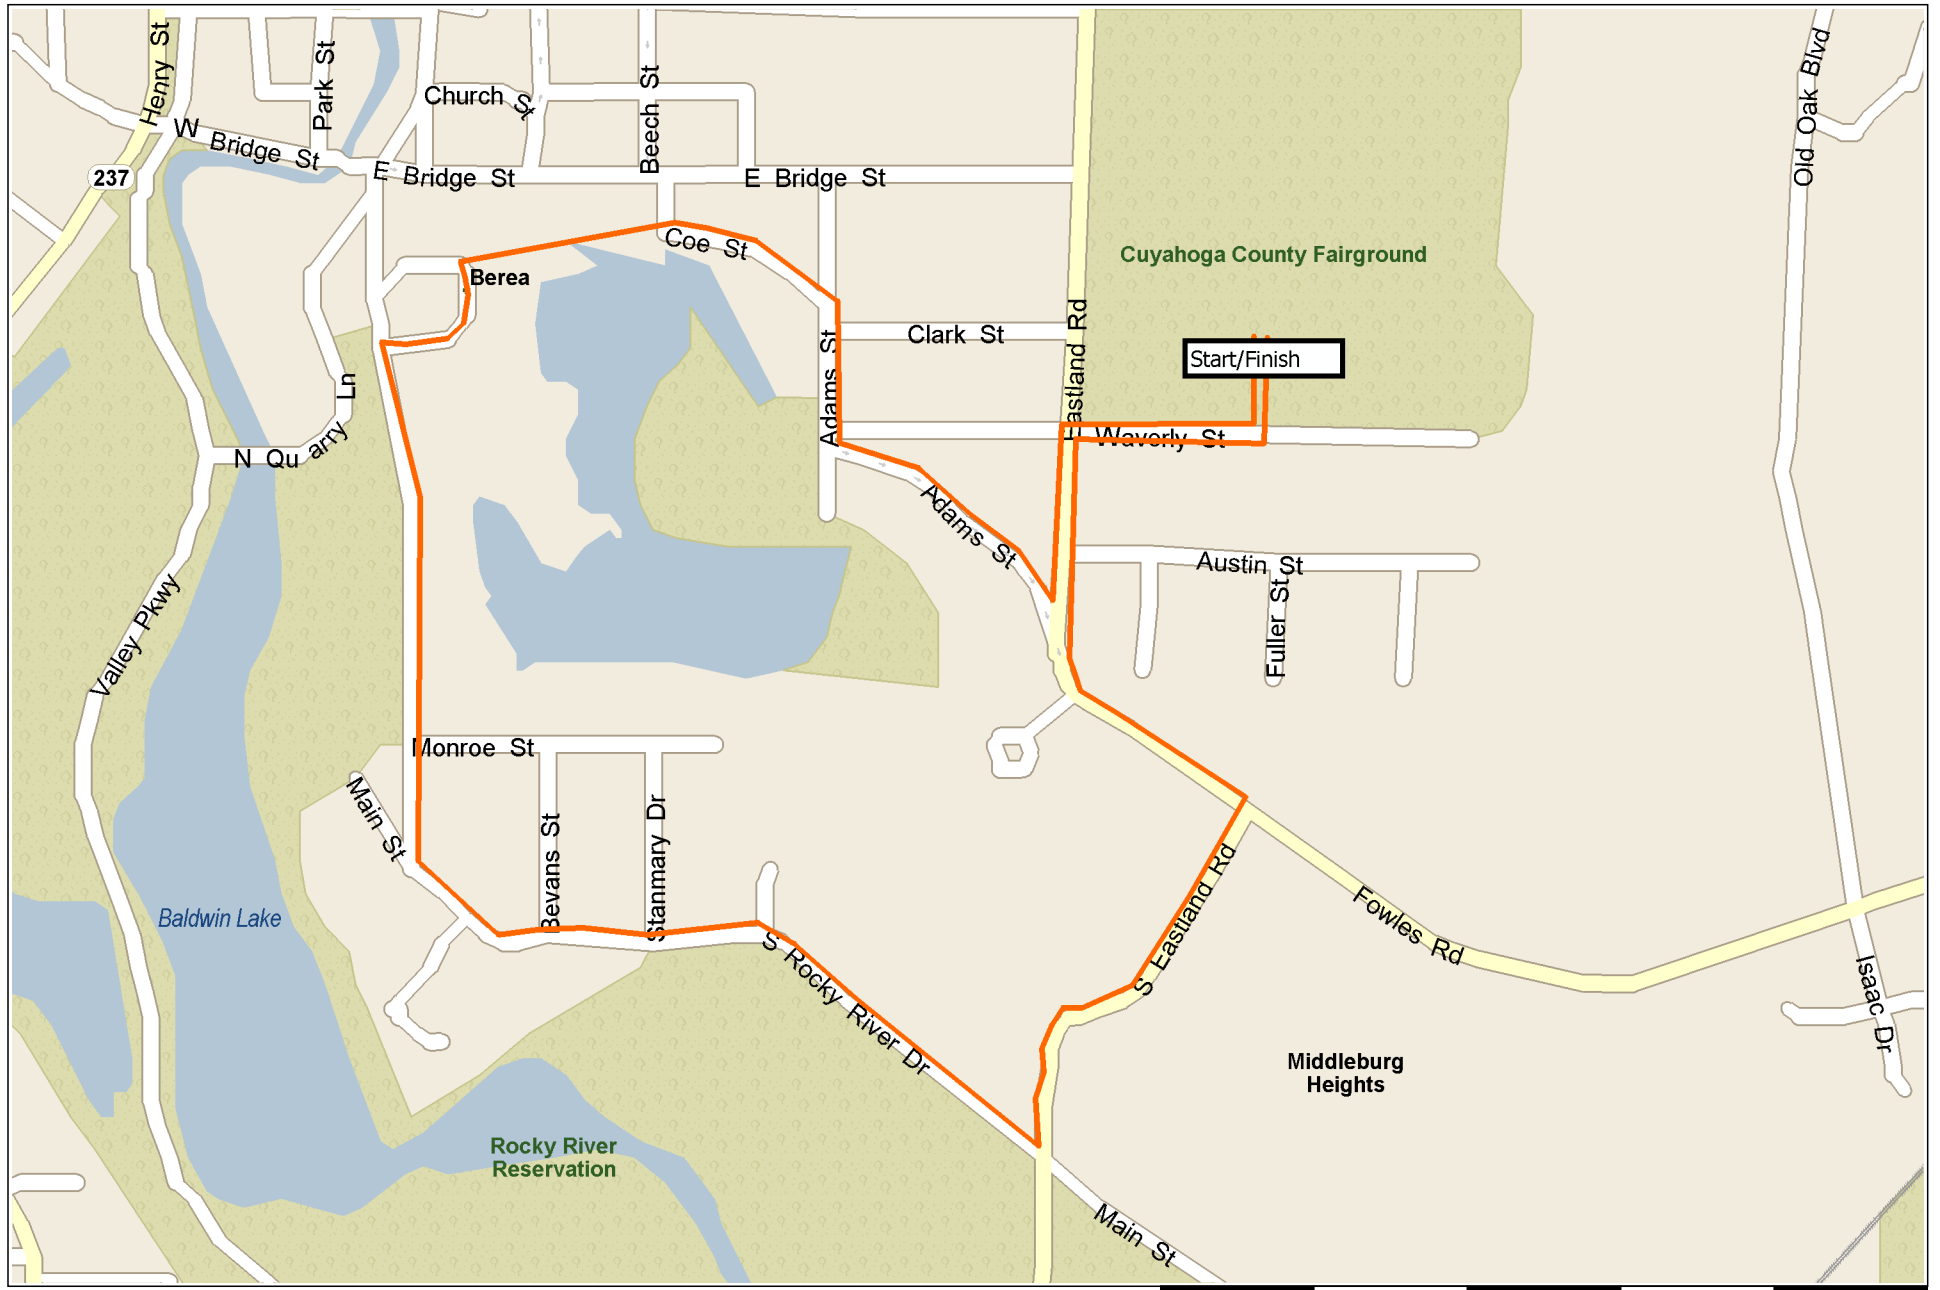 Henry St
Park St
Old Oak Blvd
Church St
Beech St
W Bridge St
237
E Bridge St
E Bridge St
Coe St
Cuyahoga County Fairground
Berea
Eastland Rd
Clark St
Adams St
Start/Finish
Ln
N Quarry
Waverly St
Adams St
Austin St
Fuller St
Valley Pkwy
Monroe St
Main St
Bevans St
Stanmary Dr
S Eastland Rd
Fowles Rd
Baldwin Lake
S Rocky River Dr
Isaac Dr
Middleburg
Heights
Rocky River
Reservation
Main St